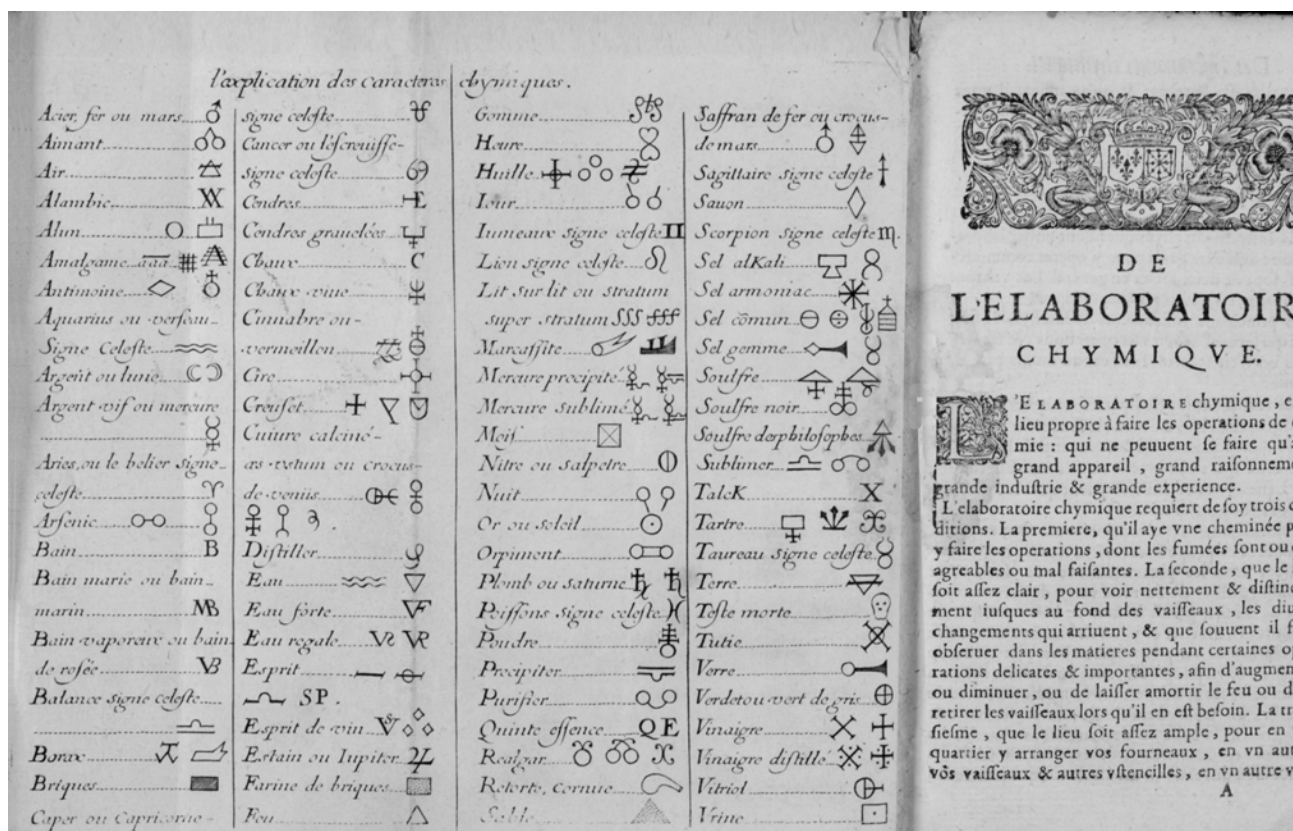 l'explication des caracteres chymiques.
Acier, fer ou mars
Aimant
Air
Alambic
Alun
Amalgame aaa
Antimoine
Aquarius ou verseau
Signe Celeſte
Argent ou lune
Argent vif ou mercure
Aries, ou le belier signe
celeſte
Arſenic
Bain B
Bain marie ou bain
marin MB
Bain vaporeux ou bain
de rosée VB
Balance signe celeſte
Borax
Briques
Caper ou Capricorne
signe celeſte
Cancer ou l'eſcreuiſſe
signe celeſte
Cendres E
Cendres grauelées
Chaux C
Chaux viue
Cinnabre ou
vermeillon
Cire
Creuſet
Cuiure calciné
æs vstum ou crocus
de venus
Diſtiller
Eau
Eau forte VF
Eau regale VR VR
Eſprit
SP.
Eſprit de vin
Estain ou Iupiter
Farine de briques
Feu
Gomme
Heure
Huille
Iour
Iumeaux signe celeſte
Lion signe celeſte
Lit sur lit ou stratum
super stratum SSS
Marcaſſite
Mercure precipité
Mercure sublimé
Mois
Nitre ou salpetre
Nuit
Or ou soleil
Orpiment
Plomb ou saturne
Poiſſons signe celeſte
Poudre
Precipiter
Purifier
Quinte eſſence QE
Realgar
Retorte, cornue
Sable
Saffran de fer ou crocus
de mars
Sagittaire signe celeſte
Sauon
Scorpion signe celeſte
Sel alKali
Sel armoniac
Sel cõmun
Sel gemme
Soulfre
Soulfre noir
Soulfre des philoſophes
Sublimer
TalcK X
Tartre
Taureau signe celeſte
Terre
Teſte morte
Tutie
Verre
Verdet ou vert de gris
Vinaigre
Vinaigre diſtillé
Vitriol
Vrine
DE
L'ELABORATOIR
CHYMIQVE.
L'ELABORATOIRE chymique, e
lieu propre à faire les operations de
mie : qui ne peuuent ſe faire qu'
grand appareil, grand raiſonneme
grande induſtrie & grande experience.
L'elaboratoire chymique requiert de ſoy trois
ditions. La premiere, qu'il aye vne cheminée p
y faire les operations, dont les fumées ſont ou
agreables ou mal faiſantes. La ſeconde, que le
ſoit aſſez clair, pour voir nettement & diſtin
ment iuſques au fond des vaiſſeaux, les diu
changements qui arriuent, & que ſouuent il f
obſeruer dans les matieres pendant certaines o
rations delicates & importantes, afin d'augmen
ou diminuer, ou de laiſſer amortir le feu ou d
retirer les vaiſſeaux lors qu'il en eſt beſoin. La tr
ſieſme, que le lieu ſoit aſſez ample, pour en
quartier y arranger vos fourneaux, en vn aut
vos vaiſſeaux & autres vſtencilles, en vn autre v
A